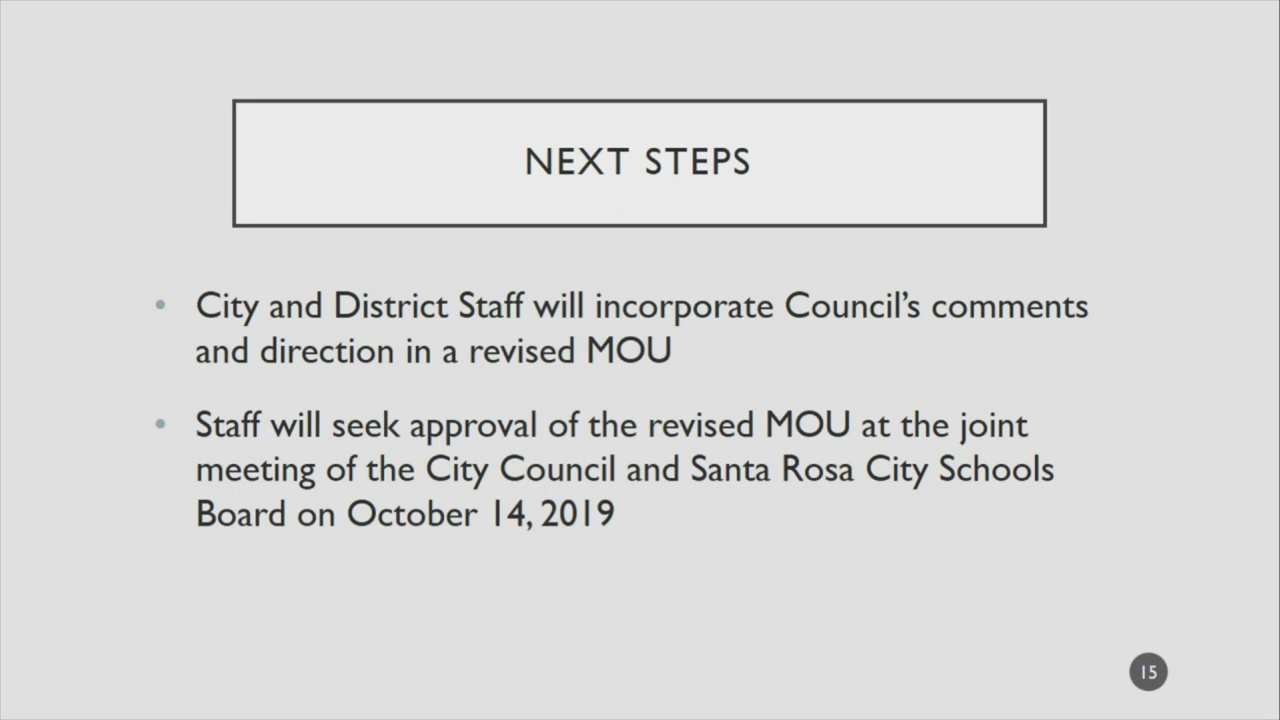 NEXT STEPS
• City and District Staff will incorporate Council’s comments
and direction in a revised MOU
• Staff will seek approval of the revised MOU at the joint
meeting of the City Council and Santa Rosa City Schools
Board on October 14, 2019
15